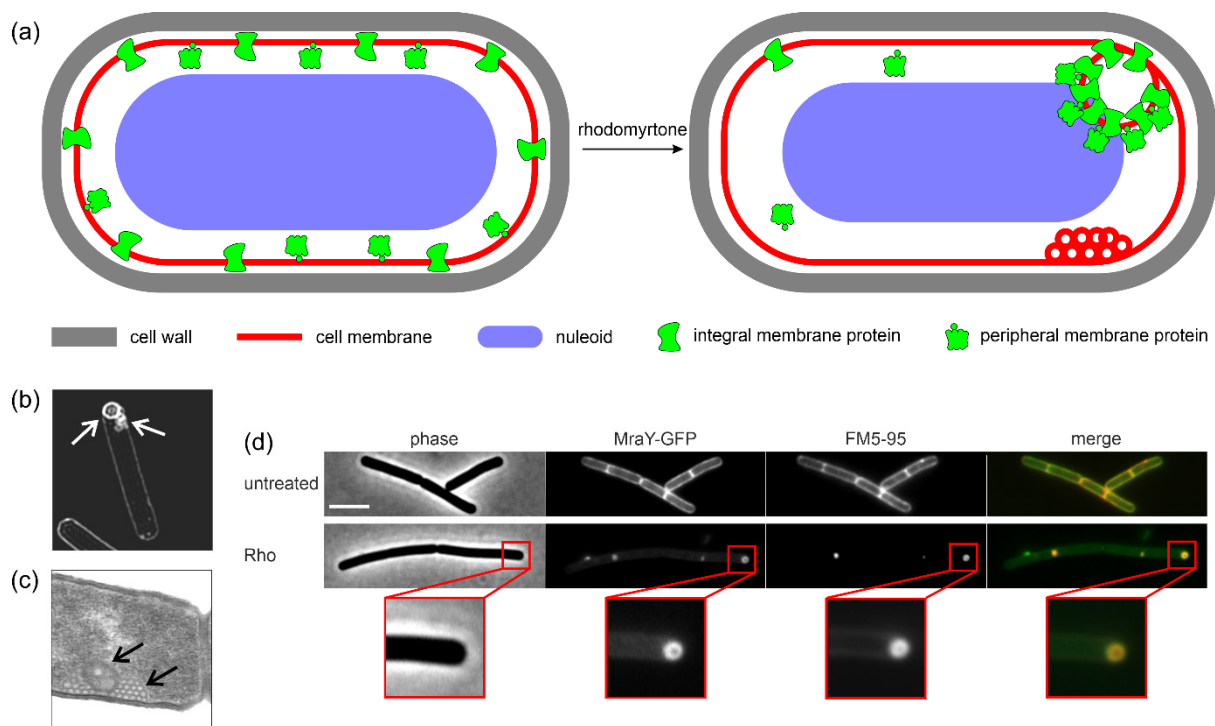 (a)
rhodomyrtone
cell wall
cell membrane
nuleoid
integral membrane protein
peripheral membrane protein
(b)
(c)
(d)
phase MraY-GFP FM5-95 merge
untreated
Rho